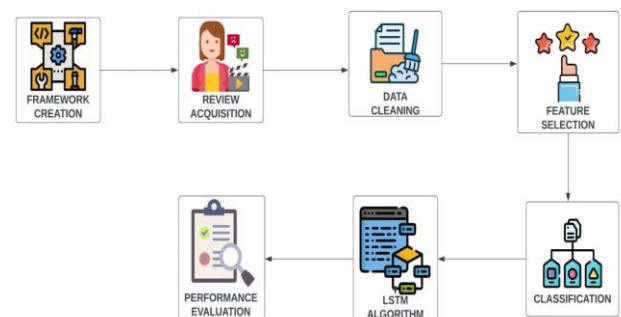 FRAMEWORK
CREATION
REVIEW
ACQUISITION
DATA
CLEANING
FEATURE
SELECTION
CLASSIFICATION
LSTM
ALGORITHM
PERFORMANCE
EVALUATION